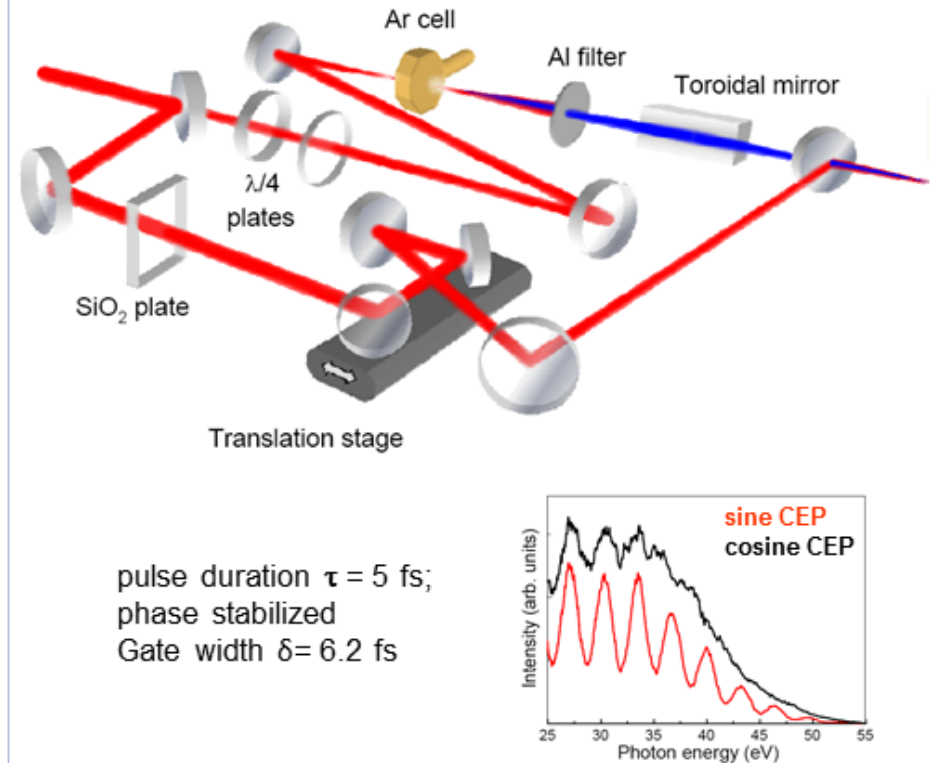 Ar cell
Al filter
Toroidal mirror
λ/4
plates
SiO₂ plate
Translation stage
pulse duration τ = 5 fs;
phase stabilized
Gate width δ= 6.2 fs
sine CEP
cosine CEP
Intensity (arb. units)
25 30 35 40 45 50 55
Photon energy (eV)